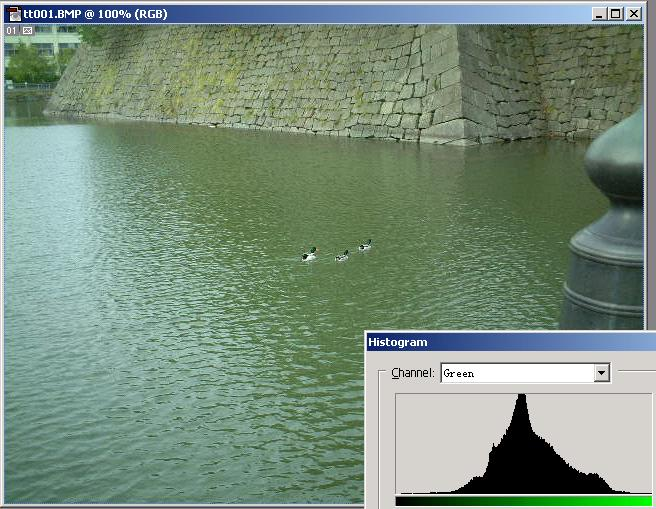 tt001.BMP @ 100% (RGB)
01
Histogram
Channel: Green